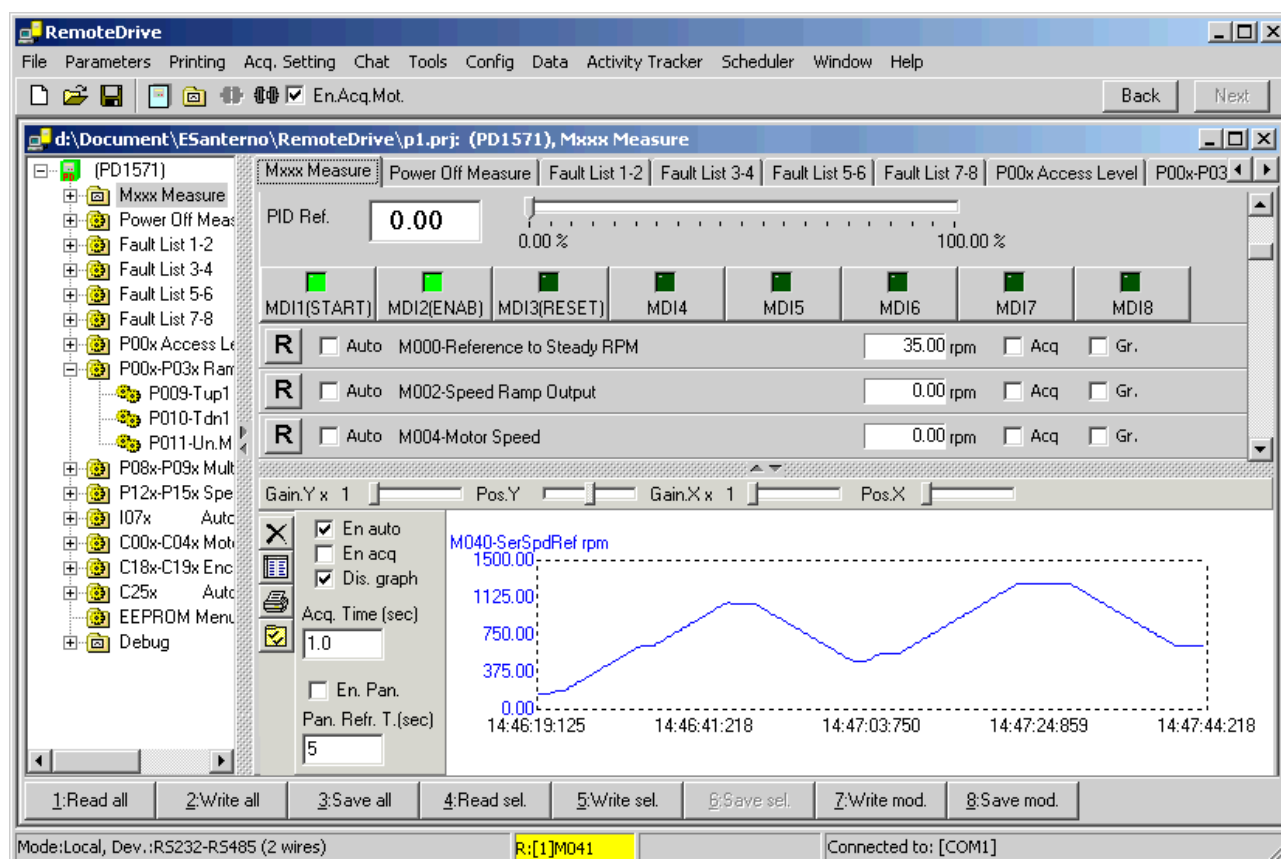 RemoteDrive
File Parameters Printing Acq. Setting Chat Tools Config Data Activity Tracker Scheduler Window Help
En.Acq.Mot. Back Next
d:\Document\ESanterno\RemoteDrive\p1.prj: (PD1571), Mxxx Measure
(PD1571)
Mxxx Measure
Power Off Meas
Fault List 1-2
Fault List 3-4
Fault List 5-6
Fault List 7-8
P00x Access Le
P00x-P03x Ram
P009-Tup1
P010-Tdn1
P011-Un.M
P08x-P09x Mult
P12x-P15x Spe
I07x Auto
C00x-C04x Moto
C18x-C19x Enc
C25x Auto
EEPROM Menu
Debug
Mxxx Measure Power Off Measure Fault List 1-2 Fault List 3-4 Fault List 5-6 Fault List 7-8 P00x Access Level P00x-P03
PID Ref. 0.00
0.00 % 100.00 %
MDI1(START) MDI2(ENAB) MDI3(RESET) MDI4 MDI5 MDI6 MDI7 MDI8
R Auto M000-Reference to Steady RPM 35.00 rpm Acq Gr.
R Auto M002-Speed Ramp Output 0.00 rpm Acq Gr.
R Auto M004-Motor Speed 0.00 rpm Acq Gr.
Gain.Y x 1 Pos.Y Gain.X x 1 Pos.X
En auto
En acq
Dis. graph
Acq. Time (sec)
1.0
En. Pan.
Pan. Refr. T.(sec)
5
M040-SerSpdRef rpm
1500.00
1125.00
750.00
375.00
0.00
14:46:19:125 14:46:41:218 14:47:03:750 14:47:24:859 14:47:44:218
1:Read all 2:Write all 3:Save all 4:Read sel. 5:Write sel. 6:Save sel. 7:Write mod. 8:Save mod.
Mode:Local, Dev.:RS232-RS485 (2 wires) R:[1]M041 Connected to: [COM1]